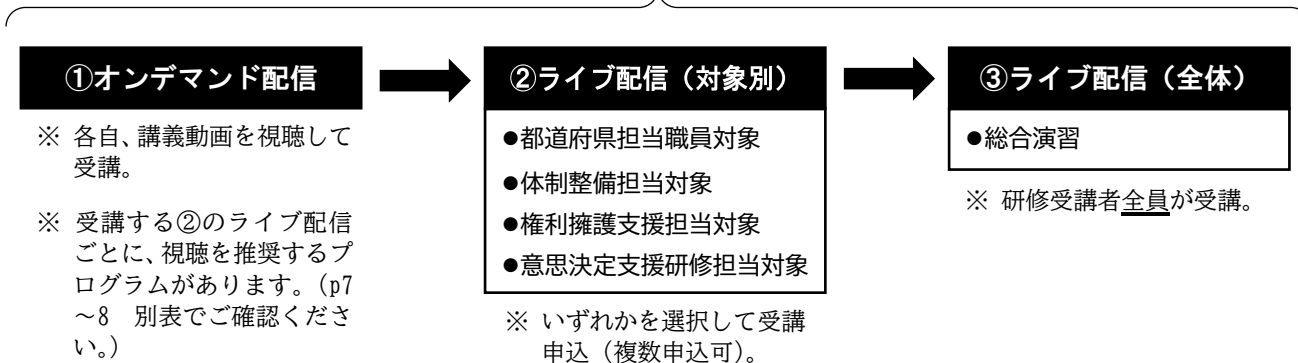 ①オンデマンド配信
※ 各自、講義動画を視聴して
受講。
※ 受講する②のライブ配信
ごとに、視聴を推奨するプ
ログラムがあります。(p7
～8　別表でご確認くださ
い。)
②ライブ配信（対象別）
●都道府県担当職員対象
●体制整備担当対象
●権利擁護支援担当対象
●意思決定支援研修担当対象
※ いずれかを選択して受講
申込（複数申込可）。
③ライブ配信（全体）
●総合演習
※ 研修受講者全員が受講。